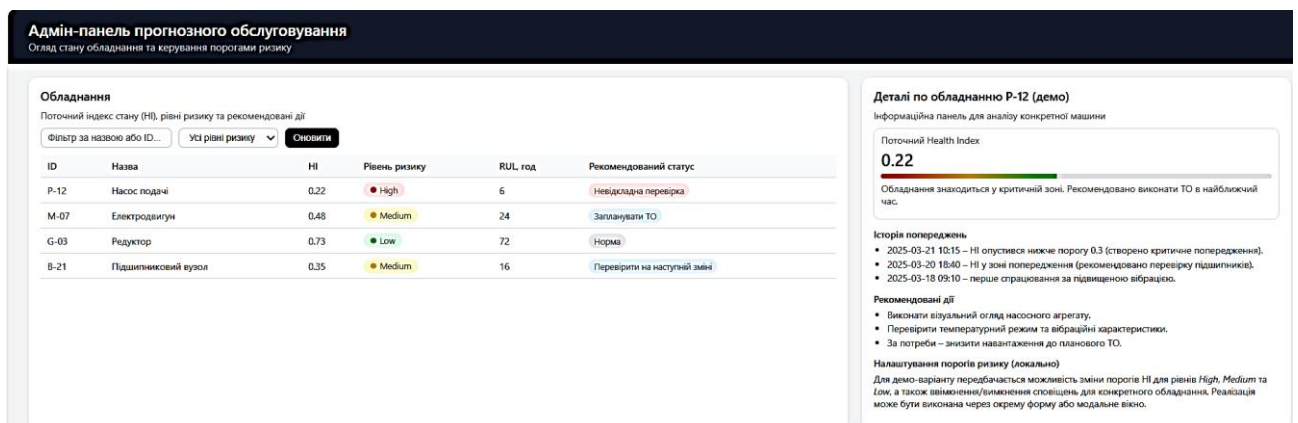 Адмін-панель прогнозного обслуговування
Огляд стану обладнання та керування порогами ризику
Обладнання
Поточний індекс стану (HI), рівні ризику та рекомендовані дії
Фільтр за назвою або ID... Усі рівні ризику Оновити
ID Назва HI Рівень ризику RUL, год Рекомендований статус
P-12 Насос подачі 0.22 High 6 Невідкладна перевірка
M-07 Електродвигун 0.48 Medium 24 Запланувати ТО
G-03 Редуктор 0.73 Low 72 Норма
B-21 Підшипниковий вузол 0.35 Medium 16 Перевірити на наступній зміні
Деталі по обладнанню P-12 (демо)
Інформаційна панель для аналізу конкретної машини
Поточний Health Index
0.22
Обладнання знаходиться у критичній зоні. Рекомендовано виконати ТО в найближчий
час.
Історія попереджень
• 2025-03-21 10:15 – HI опустився нижче порогу 0.3 (створено критичне попередження).
• 2025-03-20 18:40 – HI у зоні попередження (рекомендовано перевірку підшипників).
• 2025-03-18 09:10 – перше спрацювання за підвищеною вібрацією.
Рекомендовані дії
• Виконати візуальний огляд насосного агрегату.
• Перевірити температурний режим та вібраційні характеристики.
• За потреби – знизити навантаження до планового ТО.
Налаштування порогів ризику (локально)
Для демо-варіанту передбачається можливість зміни порогів HI для рівнів High, Medium та
Low, а також ввімкнення/вимкнення сповіщень для конкретного обладнання. Реалізація
може бути виконана через окрему форму або модальне вікно.